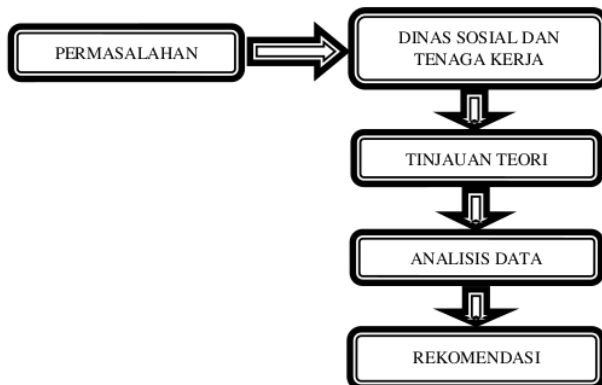 PERMASALAHAN
DINAS SOSIAL DAN
TENAGA KERJA
TINJAUAN TEORI
ANALISIS DATA
REKOMENDASI